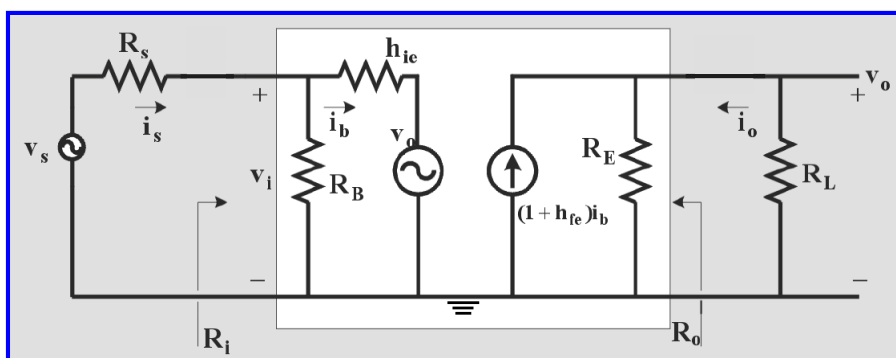 R_s
h_ie
v_o
+
i_s
+
i_b
v_o
i_o
+
v_s
v_i
R_B
R_E
R_L
(1 + h_fe)i_b
−
−
R_i
R_o